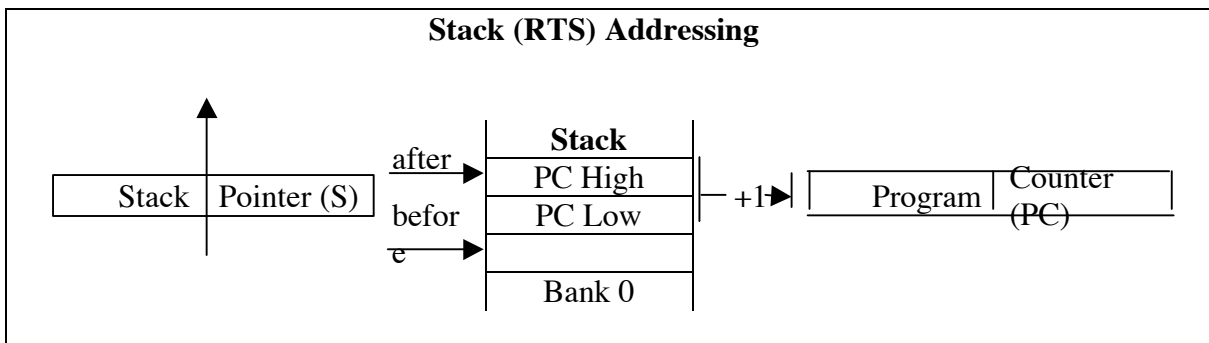 Stack (RTS) Addressing
Stack Pointer (S)
after
befor
e
Stack
PC High
PC Low
Bank 0
+1
Program
Counter
(PC)